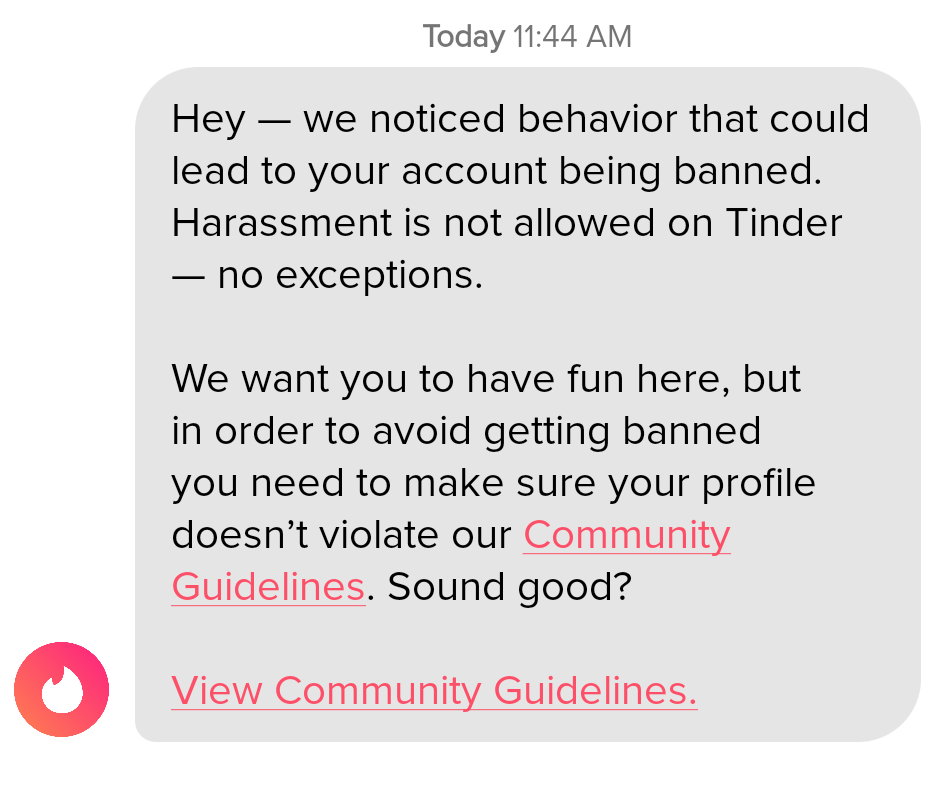 Today 11:44 AM
Hey — we noticed behavior that could
lead to your account being banned.
Harassment is not allowed on Tinder
— no exceptions.
We want you to have fun here, but
in order to avoid getting banned
you need to make sure your profile
doesn’t violate our Community
Guidelines. Sound good?
View Community Guidelines.